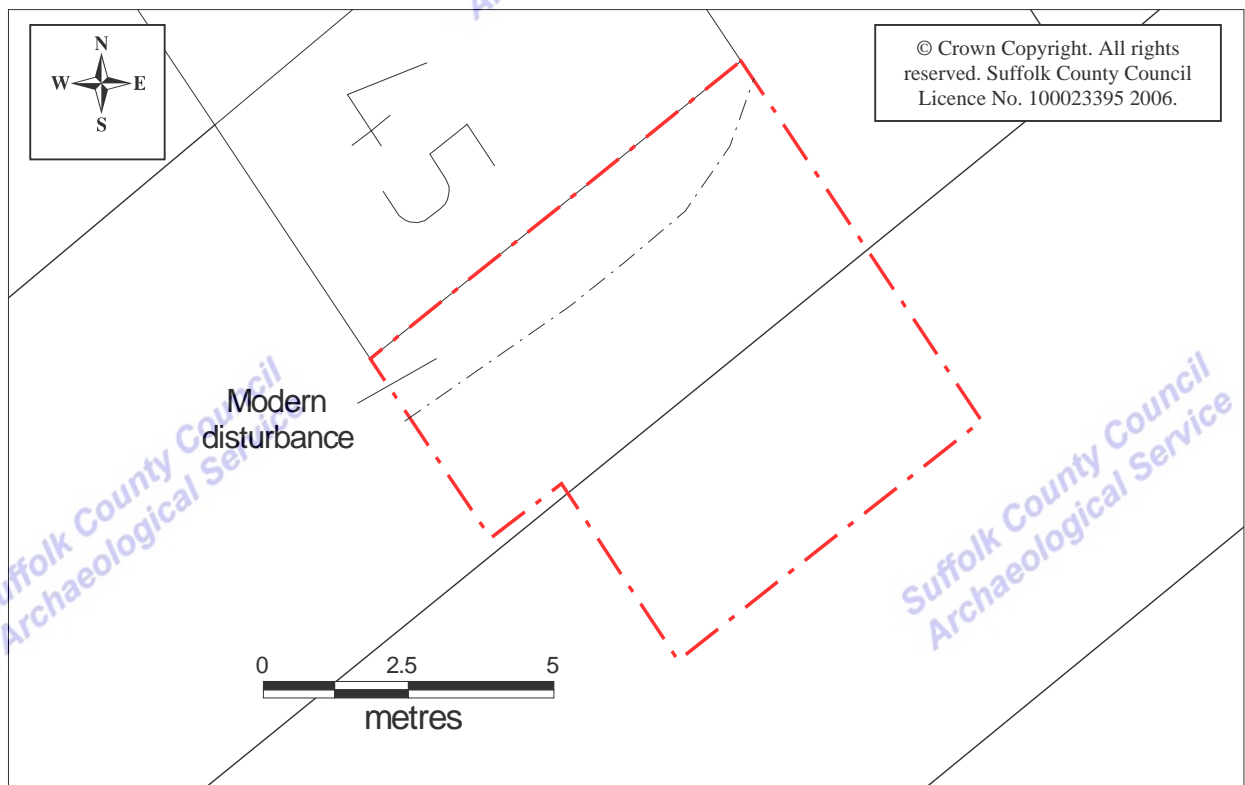 N
W E
S
© Crown Copyright. All rights
reserved. Suffolk County Council
Licence No. 100023395 2006.
45
Modern
disturbance
Suffolk County Council
Archaeological Service
Suffolk County Council
Archaeological Service
0 2.5 5
metres